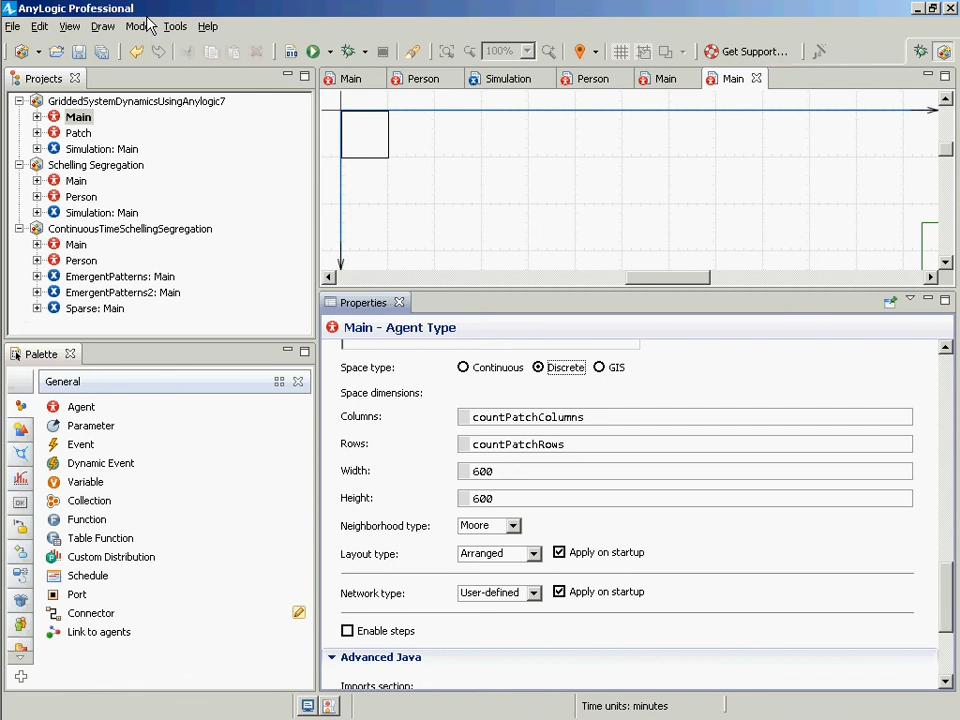 AnyLogic Professional
File Edit View Draw Model Tools Help
100% Get Support...
Projects
GriddedSystemDynamicsUsingAnylogic7
Main
Patch
Simulation: Main
Schelling Segregation
Main
Person
Simulation: Main
ContinuousTimeSchellingSegregation
Main
Person
EmergentPatterns: Main
EmergentPatterns2: Main
Sparse: Main
Palette
General
Agent
Parameter
Event
Dynamic Event
Variable
Collection
Function
Table Function
Custom Distribution
Schedule
Port
Connector
Link to agents
Main Person Simulation Person Main Main
Properties
Main - Agent Type
Space type: Continuous Discrete GIS
Space dimensions:
Columns: countPatchColumns
Rows: countPatchRows
Width: 600
Height: 600
Neighborhood type: Moore
Layout type: Arranged Apply on startup
Network type: User-defined Apply on startup
Enable steps
Advanced Java
Imports section:
Time units: minutes